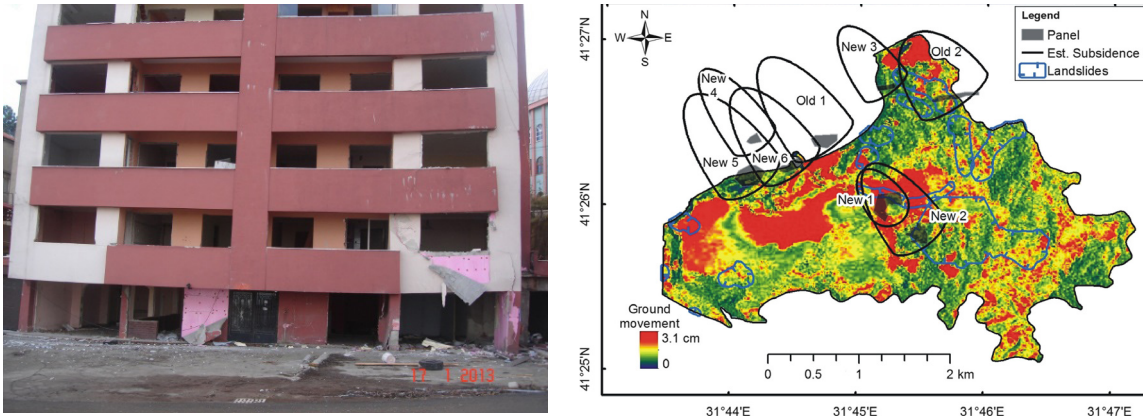 17 1 2013
41°27'N
41°26'N
41°25'N
N
W E
S
New 3
Old 2
New
4
Old 1
New 5
New 6
New 1
New 2
Legend
Panel
Est. Subsidence
Landslides
Ground
movement
3.1 cm
0
0 0.5 1 2 km
31°44'E 31°45'E 31°46'E 31°47'E